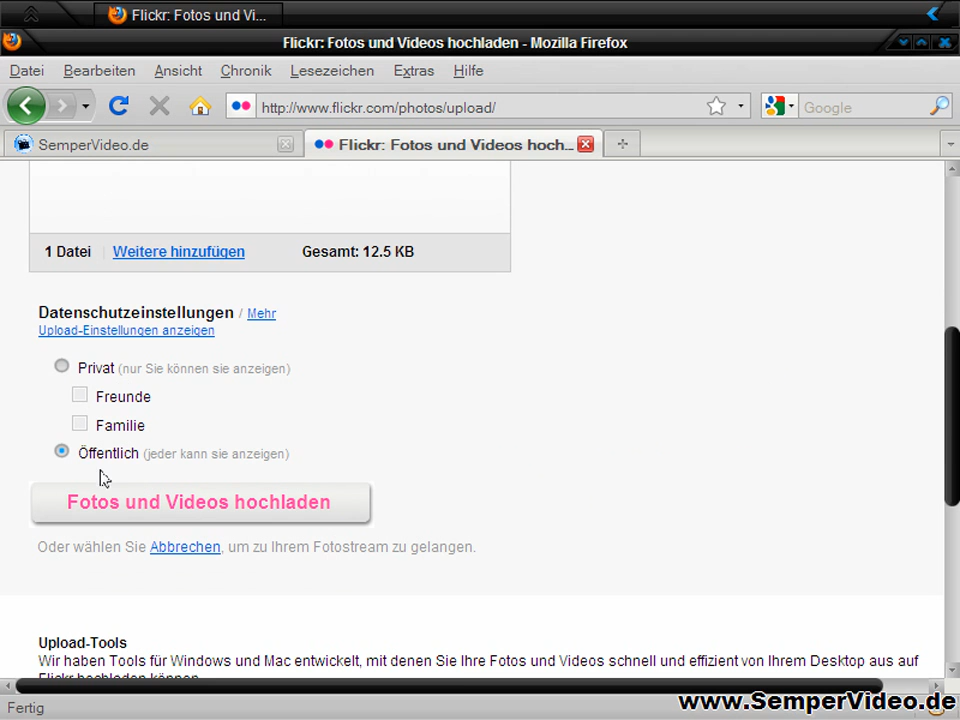 Flickr: Fotos und Vi...
Flickr: Fotos und Videos hochladen - Mozilla Firefox
Datei Bearbeiten Ansicht Chronik Lesezeichen Extras Hilfe
http://www.flickr.com/photos/upload/ Google
SemperVideo.de Flickr: Fotos und Videos hoch...
1 Datei Weitere hinzufügen Gesamt: 12.5 KB
Datenschutzeinstellungen / Mehr
Upload-Einstellungen anzeigen
Privat (nur Sie können sie anzeigen)
Freunde
Familie
Öffentlich (jeder kann sie anzeigen)
Fotos und Videos hochladen
Oder wählen Sie Abbrechen, um zu Ihrem Fotostream zu gelangen.
Upload-Tools
Wir haben Tools für Windows und Mac entwickelt, mit denen Sie Ihre Fotos und Videos schnell und effizient von Ihrem Desktop aus auf
Flickr hochladen können
Fertig
www.SemperVideo.de